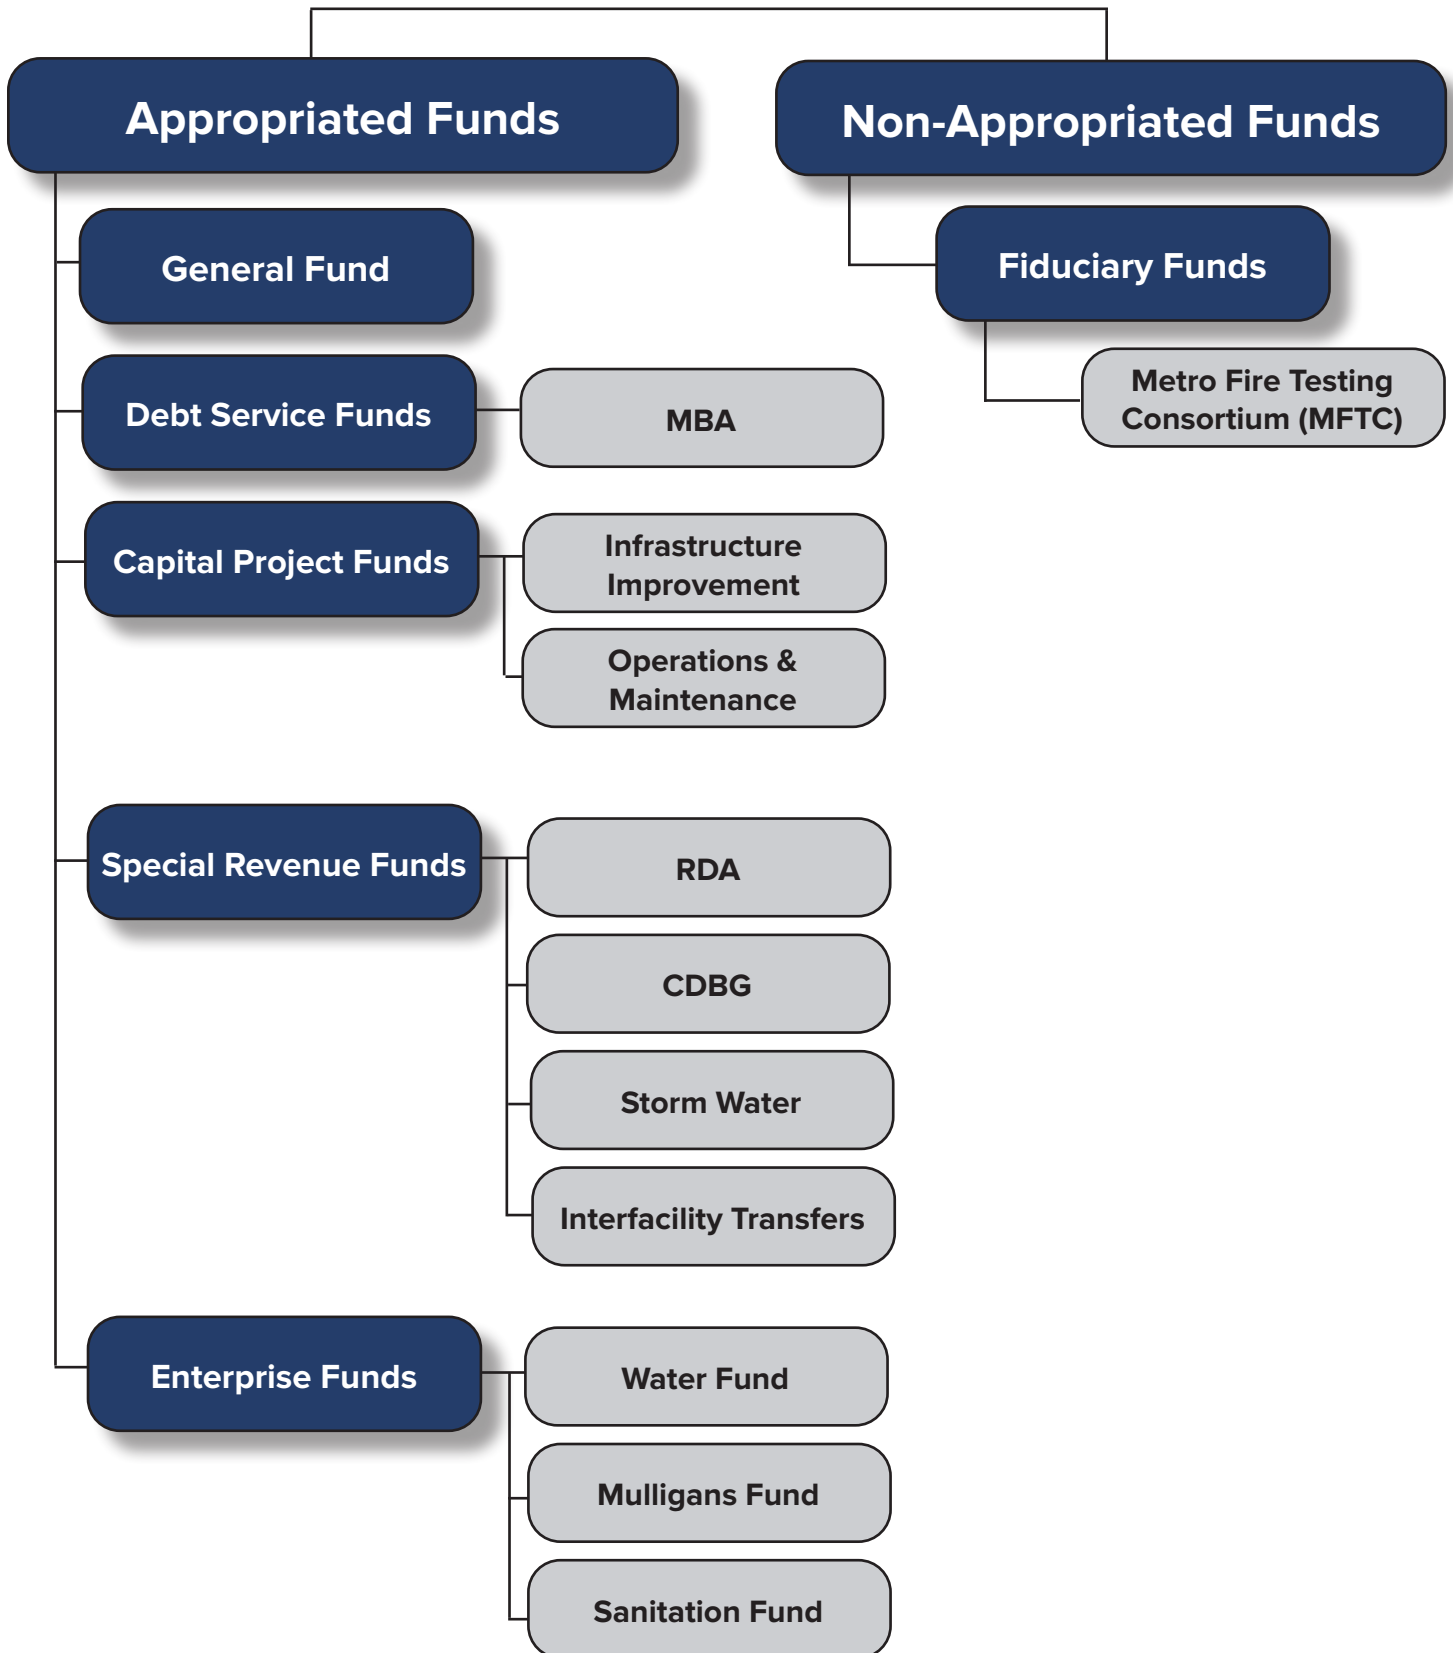 Appropriated Funds
Non-Appropriated Funds
General Fund
Fiduciary Funds
Metro Fire Testing
Consortium (MFTC)
Debt Service Funds
MBA
Capital Project Funds
Infrastructure
Improvement
Operations &
Maintenance
Special Revenue Funds
RDA
CDBG
Storm Water
Interfacility Transfers
Enterprise Funds
Water Fund
Mulligans Fund
Sanitation Fund